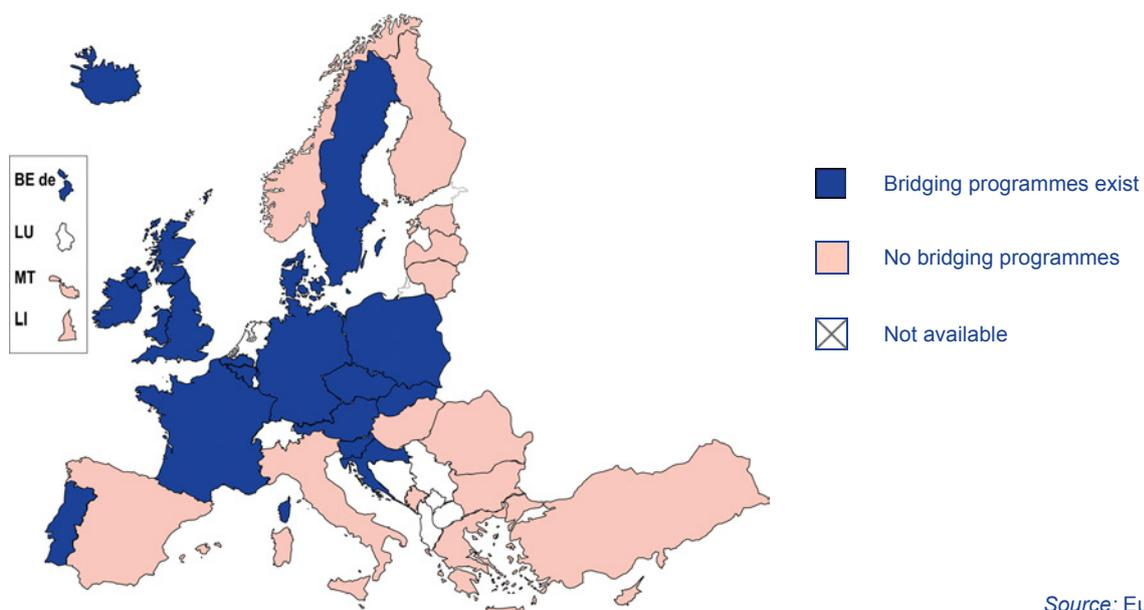 BE de
LU
MT
LI
Bridging programmes exist
No bridging programmes
Not available
Source: Eu